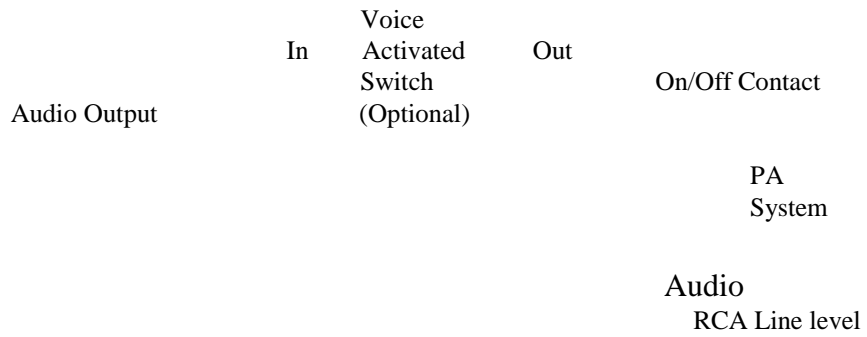 Voice
In Activated Out
Switch On/Off Contact
Audio Output (Optional)
PA
System
Audio
RCA Line level